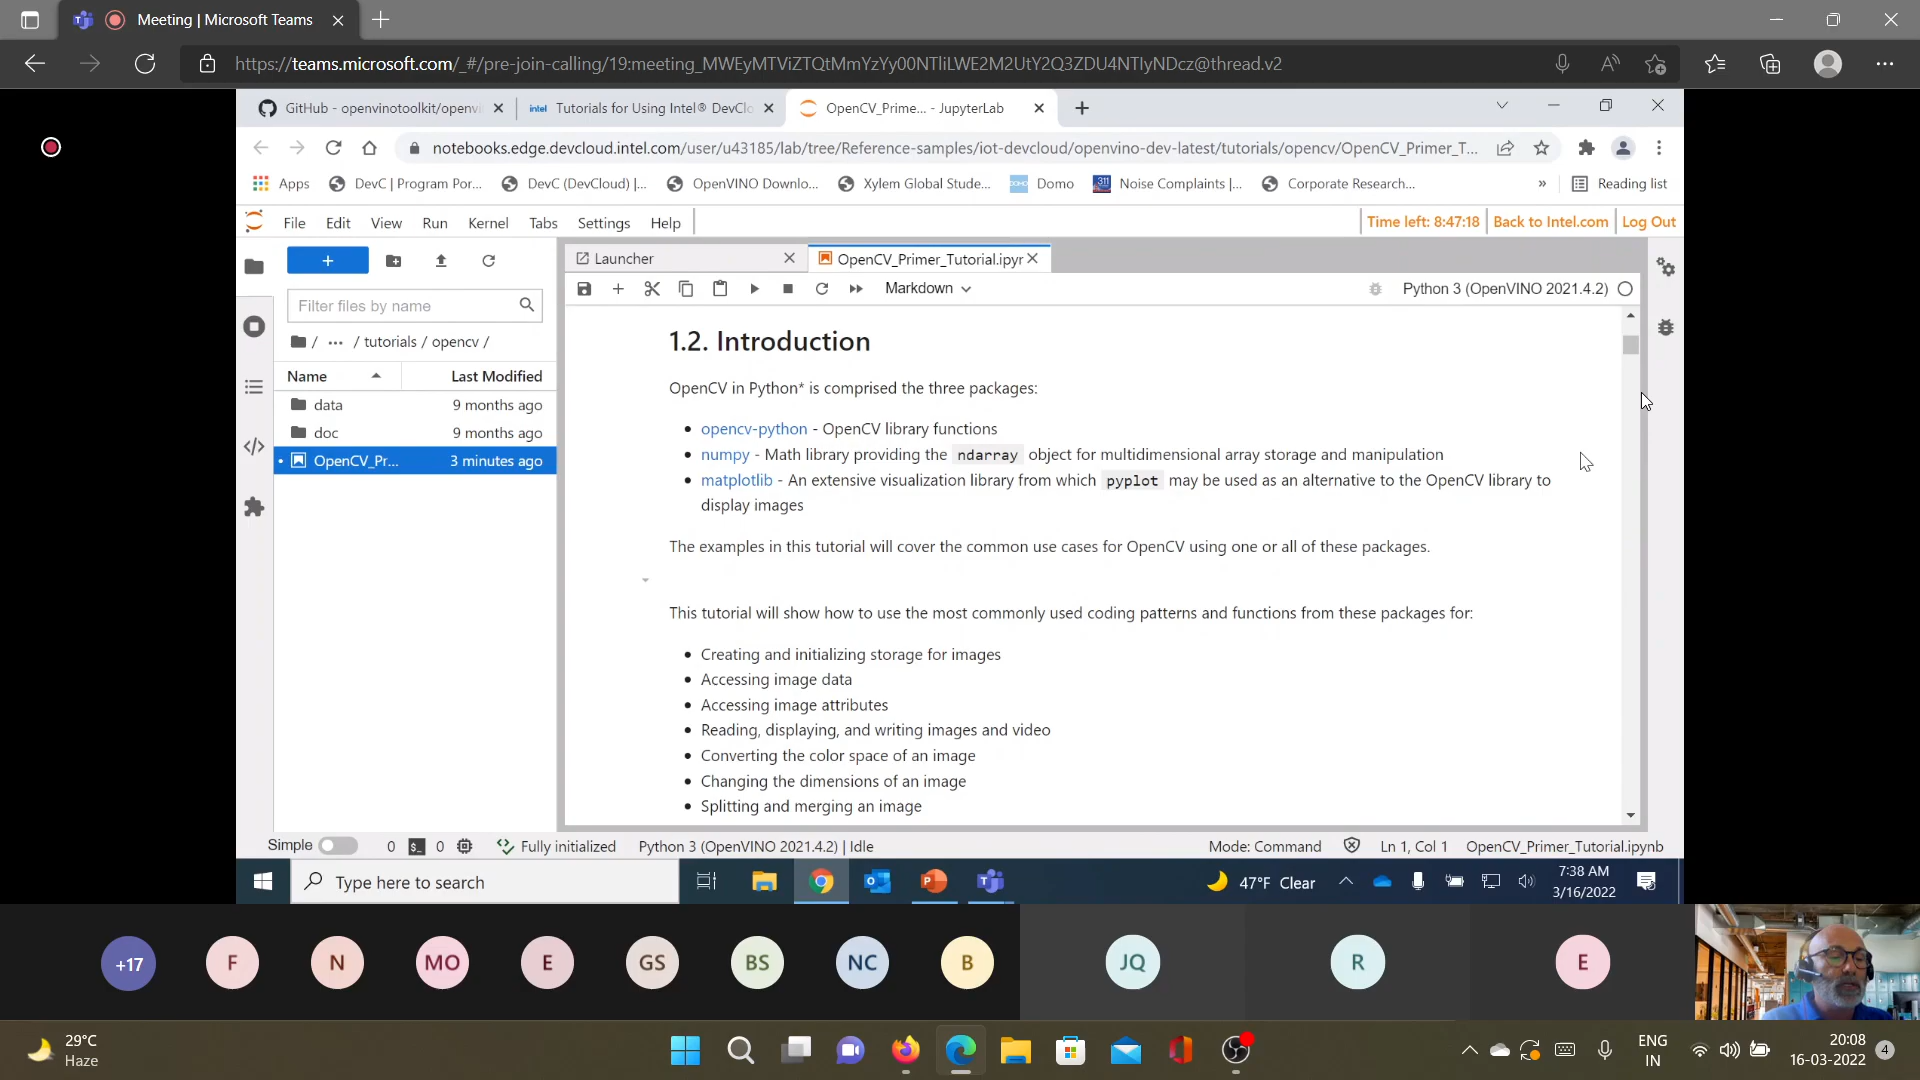 Meeting | Microsoft Teams
https://teams.microsoft.com/_#/pre-join-calling/19:meeting_MWEyMTViZTQtMmYzYy00NTliLWE2M2UtY2Q3ZDU4NTIyNDcz@thread.v2
GitHub - openvinotoolkit/openvi
intel Tutorials for Using Intel® DevClo
OpenCV_Prime... - JupyterLab
notebooks.edge.devcloud.intel.com/user/u43185/lab/tree/Reference-samples/iot-devcloud/openvino-dev-latest/tutorials/opencv/OpenCV_Primer_T...
Apps DevC | Program Por... DevC (DevCloud) |... OpenVINO Downlo... Xylem Global Stude... DOMO Domo 311 Noise Complaints |... Corporate Research... » Reading list
File Edit View Run Kernel Tabs Settings Help
Time left: 8:47:18 Back to Intel.com Log Out
Launcher
OpenCV_Primer_Tutorial.ipyr
Filter files by name
Markdown
Python 3 (OpenVINO 2021.4.2)
/ ... / tutorials / opencv /
Name Last Modified
data 9 months ago
doc 9 months ago
OpenCV_Pr... 3 minutes ago
1.2. Introduction
OpenCV in Python* is comprised the three packages:
• opencv-python - OpenCV library functions
• numpy - Math library providing the ndarray object for multidimensional array storage and manipulation
• matplotlib - An extensive visualization library from which pyplot may be used as an alternative to the OpenCV library to
display images
The examples in this tutorial will cover the common use cases for OpenCV using one or all of these packages.
This tutorial will show how to use the most commonly used coding patterns and functions from these packages for:
• Creating and initializing storage for images
• Accessing image data
• Accessing image attributes
• Reading, displaying, and writing images and video
• Converting the color space of an image
• Changing the dimensions of an image
• Splitting and merging an image
Simple 0 $_ 0 Fully initialized Python 3 (OpenVINO 2021.4.2) | Idle
Mode: Command Ln 1, Col 1 OpenCV_Primer_Tutorial.ipynb
Type here to search
47°F Clear
7:38 AM
3/16/2022
+17 F N MO E GS BS NC B JQ R E
29°C
Haze
ENG
IN
20:08
16-03-2022
4